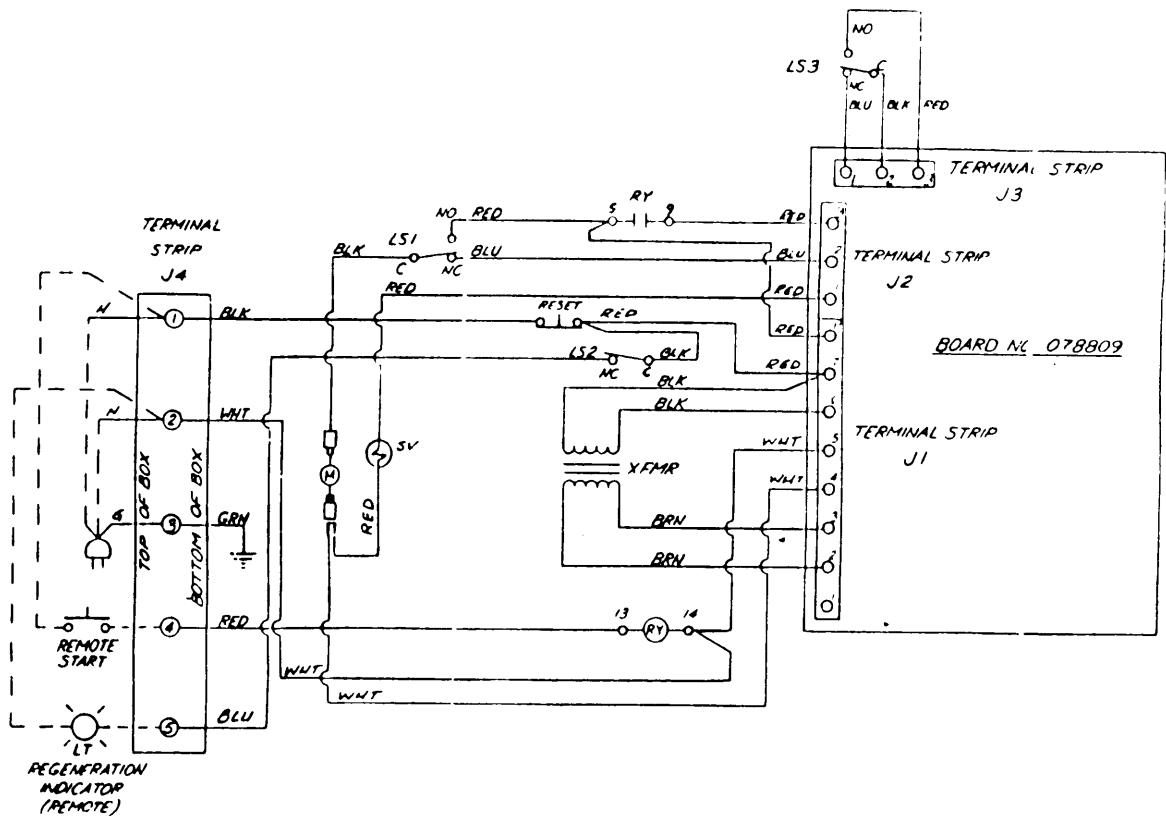 NO
LS3
C
NC
BLU BLK RED
TERMINAL STRIP
J3
TERMINAL
STRIP
J4
RY
5 9
NO RED
RED
BLK LS1
C NC BLU
BLU
TERMINAL STRIP
J2
RED
RED
N
1 BLK
RESET
RED
RED
BOARD NO 078809
LS2
NC C BLK
RED
BLK
N
2 WHT
BLK
6
SV
WHT 5
TERMINAL STRIP
J1
XFMR
M
WHT 4
TOP OF BOX
BOTTOM OF BOX
G 3 GRN
RED
BRN 3
BRN 2
13 14
4 RED
RY
REMOTE
START
WHT
WHT
5 BLU
LT
REGENERATION
INDICATOR
(REMOTE)